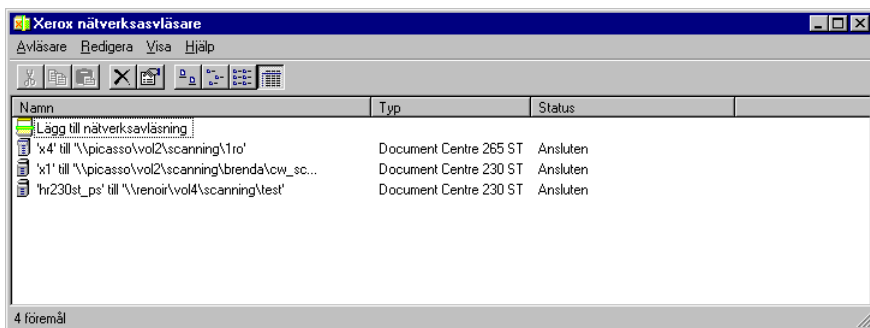 Xerox nätverksasvläsare
Avläsare Redigera Visa Hjälp
Namn Typ Status
Lägg till nätverksavläsning
'x4' till '\\picasso\vol2\scanning\1ro' Document Centre 265 ST Ansluten
'x1' till '\\picasso\vol2\scanning\brenda\cw_sc... Document Centre 230 ST Ansluten
'hr230st_ps' till '\\renoir\vol4\scanning\test' Document Centre 230 ST Ansluten
4 föremål